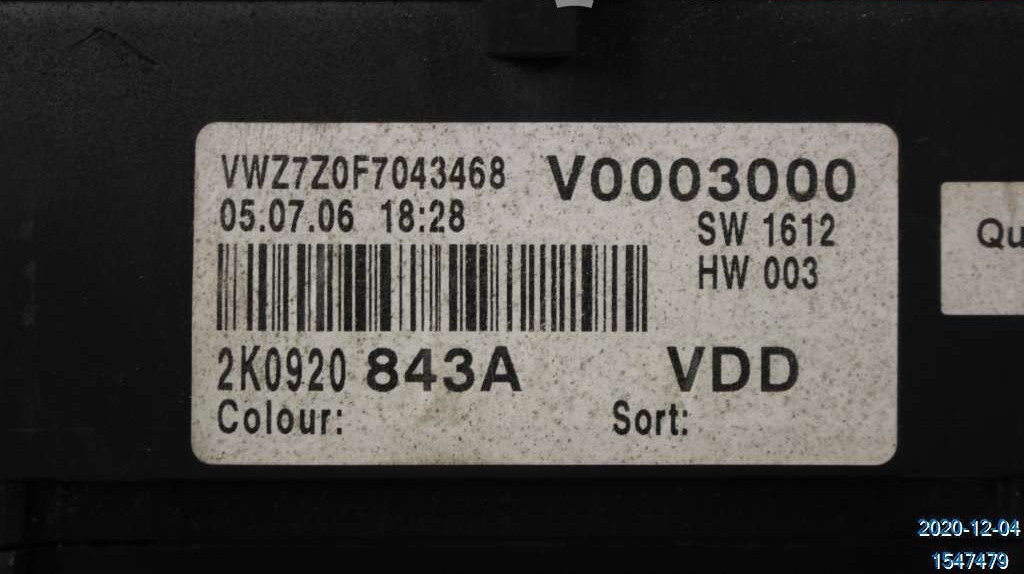 VWZ7Z0F7043468 V0003000
05.07.06 18:28 SW 1612
HW 003
2K0920 843A VDD
Colour: Sort:
Qu
2020-12-04
1547479